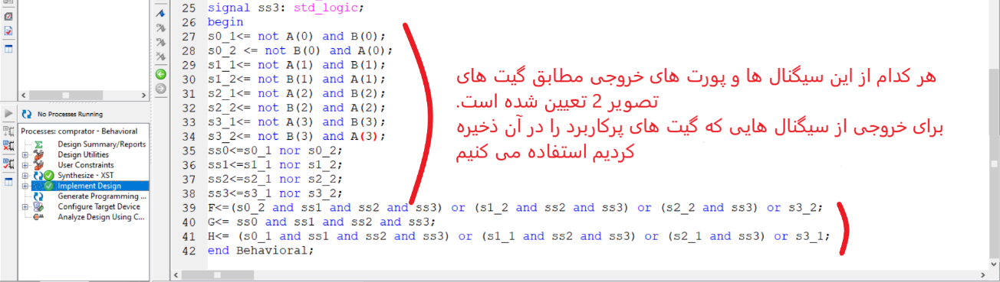 25 signal ss3: std_logic;
26 begin
27 s0_1<= not A(0) and B(0);
28 s0_2 <= not B(0) and A(0);
29 s1_1<= not A(1) and B(1);
30 s1_2<= not B(1) and A(1);
31 s2_1<= not A(2) and B(2);
32 s2_2<= not B(2) and A(2);
33 s3_1<= not A(3) and B(3);
34 s3_2<= not B(3) and A(3);
35 ss0<=s0_1 nor s0_2;
36 ss1<=s1_1 nor s1_2;
37 ss2<=s2_1 nor s2_2;
38 ss3<=s3_1 nor s3_2;
39 F<=(s0_2 and ss1 and ss2 and ss3) or (s1_2 and ss2 and ss3) or (s2_2 and ss3) or s3_2;
40 G<= ss0 and ss1 and ss2 and ss3;
41 H<= (s0_1 and ss1 and ss2 and ss3) or (s1_1 and ss2 and ss3) or (s2_1 and ss3) or s3_1;
42 end Behavioral;
هر کدام از این سیگنال ها و پورت های خروجی مطابق گیت های
تصویر 2 تعیین شده است.
برای خروجی از سیگنال هایی که گیت های پرکاربرد را در آن ذخیره
کردیم استفاده می کنیم
No Processes Running
Processes: comprator - Behavioral
Design Summary/Reports
Design Utilities
User Constraints
Synthesize - XST
Implement Design
Generate Programming ...
Configure Target Device
Analyze Design Using C...